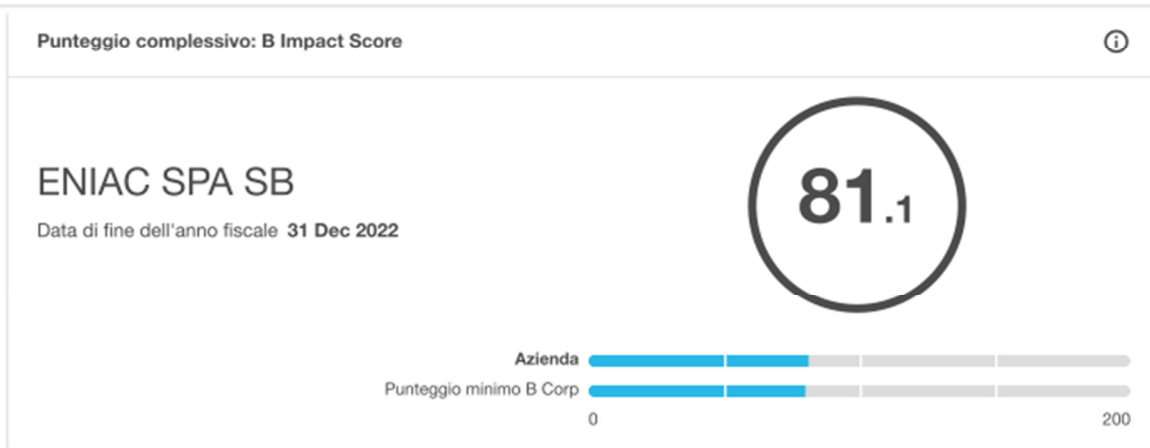 Punteggio complessivo: B Impact Score
ENIAC SPA SB
Data di fine dell'anno fiscale 31 Dec 2022
81.1
Azienda
Punteggio minimo B Corp
0 200